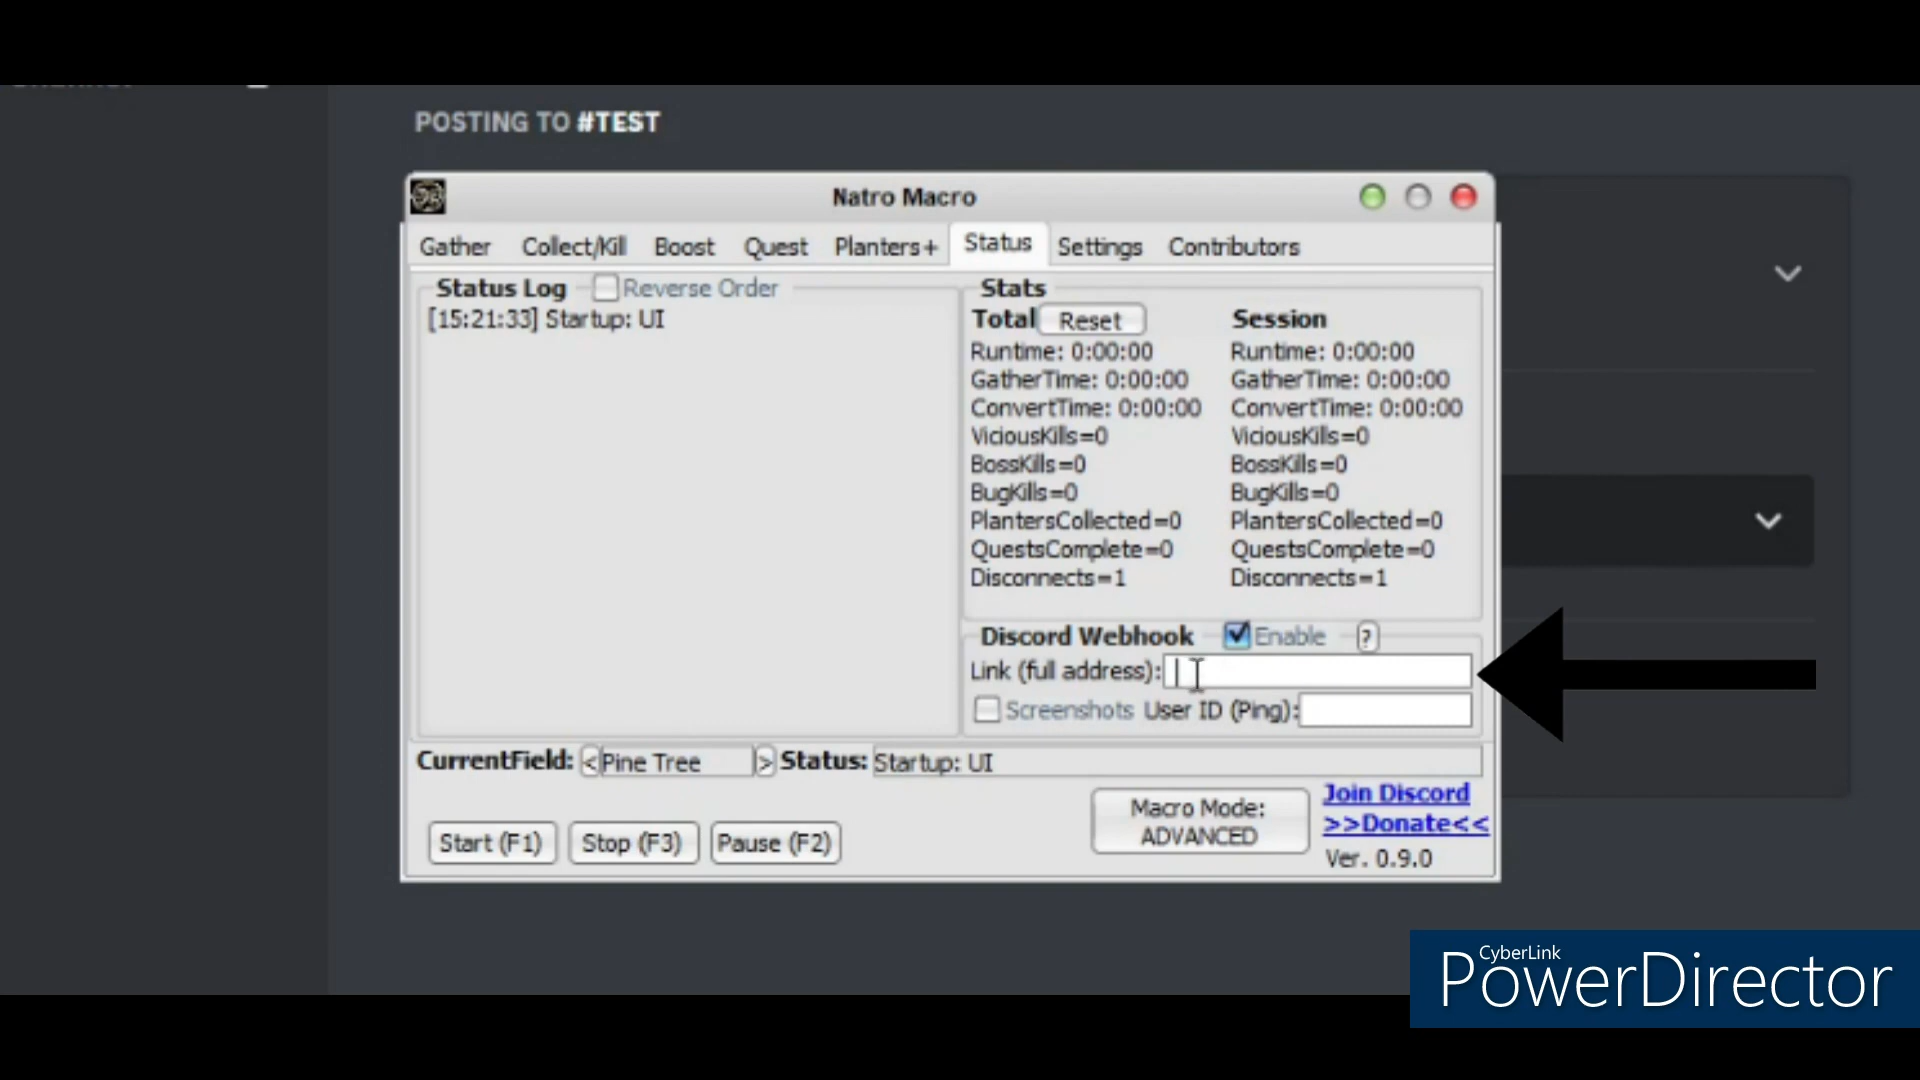 POSTING TO #TEST
Natro Macro
Gather Collect/Kill Boost Quest Planters+ Status Settings Contributors
Status Log Reverse Order
[15:21:33] Startup: UI
Stats
Total Reset Session
Runtime: 0:00:00 Runtime: 0:00:00
GatherTime: 0:00:00 GatherTime: 0:00:00
ConvertTime: 0:00:00 ConvertTime: 0:00:00
ViciousKills=0 ViciousKills=0
BossKills=0 BossKills=0
BugKills=0 BugKills=0
PlantersCollected=0 PlantersCollected=0
QuestsComplete=0 QuestsComplete=0
Disconnects=1 Disconnects=1
Discord Webhook Enable ?
Link (full address):
Screenshots User ID (Ping):
CurrentField: < Pine Tree > Status: Startup: UI
Start (F1) Stop (F3) Pause (F2)
Macro Mode:
ADVANCED
Join Discord
>>Donate<<
Ver. 0.9.0
CyberLink
PowerDirector